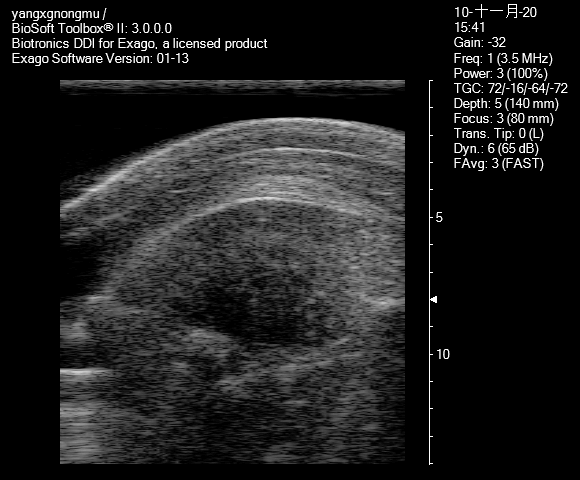 yangxgnongmu /
BioSoft Toolbox® II: 3.0.0.0
Biotronics DDI for Exago, a licensed product
Exago Software Version: 01-13
10-十一月-20
15:41
Gain: -32
Freq: 1 (3.5 MHz)
Power: 3 (100%)
TGC: 72/-16/-64/-72
Depth: 5 (140 mm)
Focus: 3 (80 mm)
Trans. Tip: 0 (L)
Dyn.: 6 (65 dB)
FAvg: 3 (FAST)
5
10